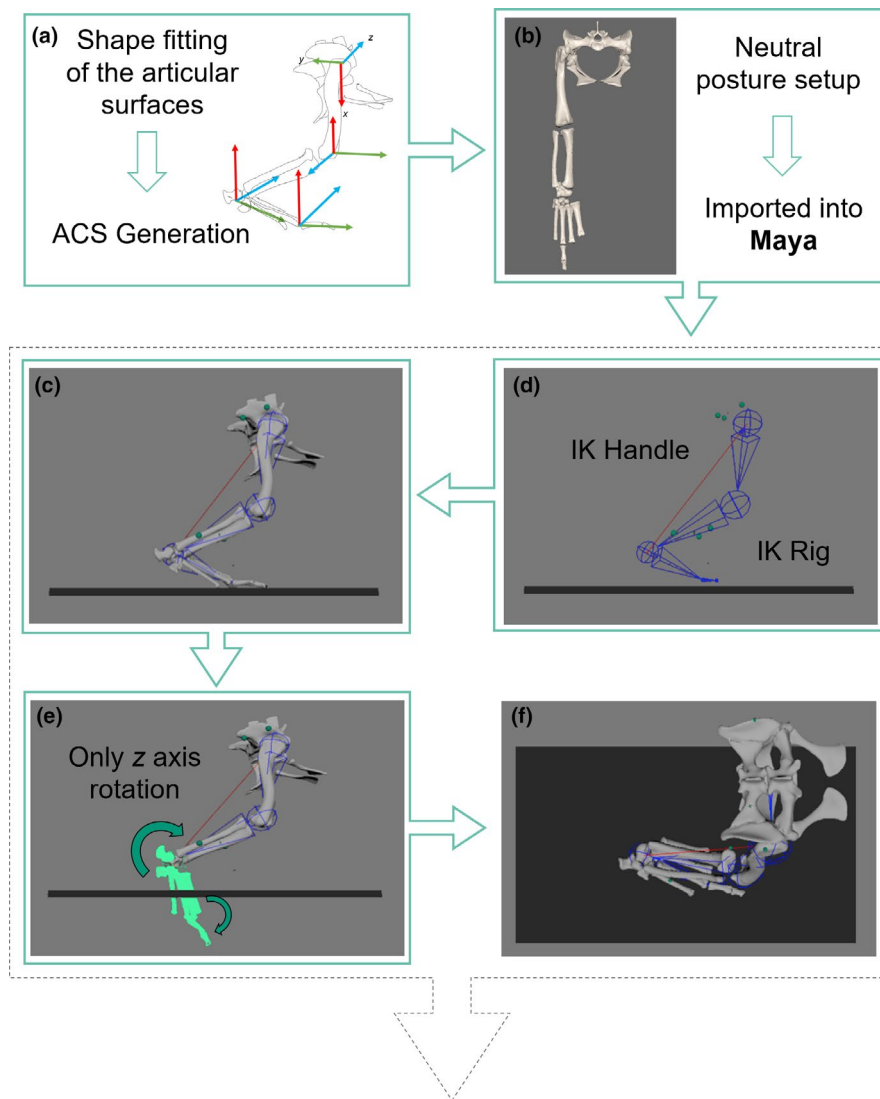 (a)
Shape fitting
of the articular
surfaces
ACS Generation
z
y
x
(b)
Neutral
posture setup
Imported into
Maya
(c)
(d)
IK Handle
IK Rig
(e)
Only z axis
rotation
(f)